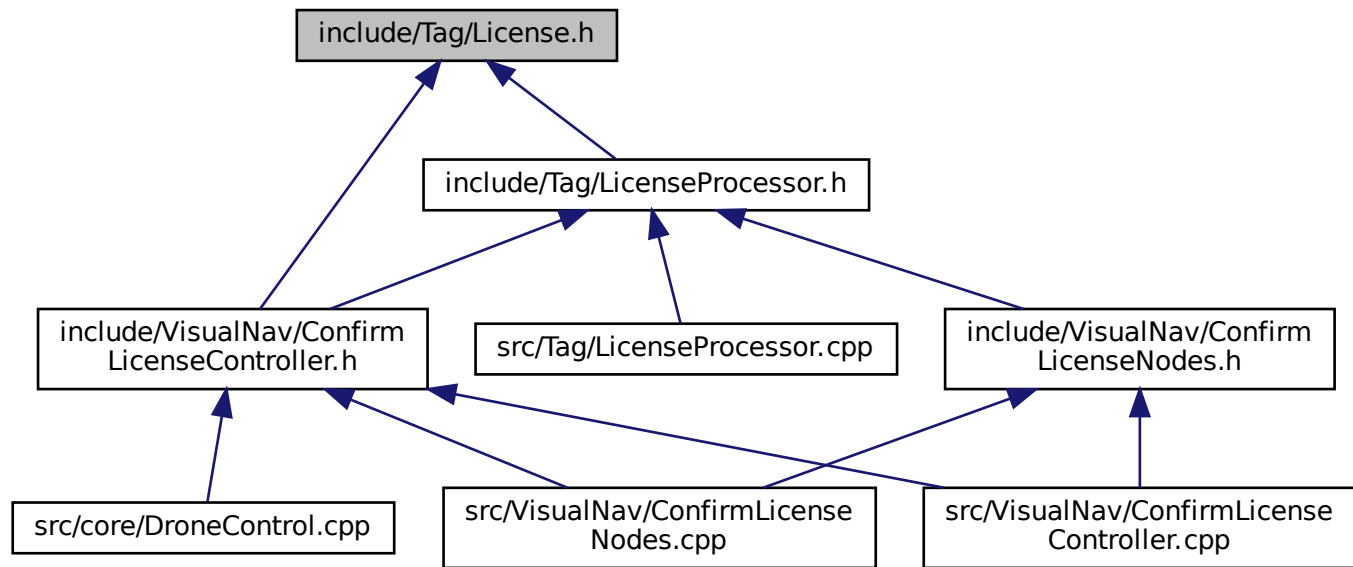 include/Tag/License.h
include/Tag/LicenseProcessor.h
include/VisualNav/Confirm
LicenseController.h
src/Tag/LicenseProcessor.cpp
include/VisualNav/Confirm
LicenseNodes.h
src/core/DroneControl.cpp
src/VisualNav/ConfirmLicense
Nodes.cpp
src/VisualNav/ConfirmLicense
Controller.cpp